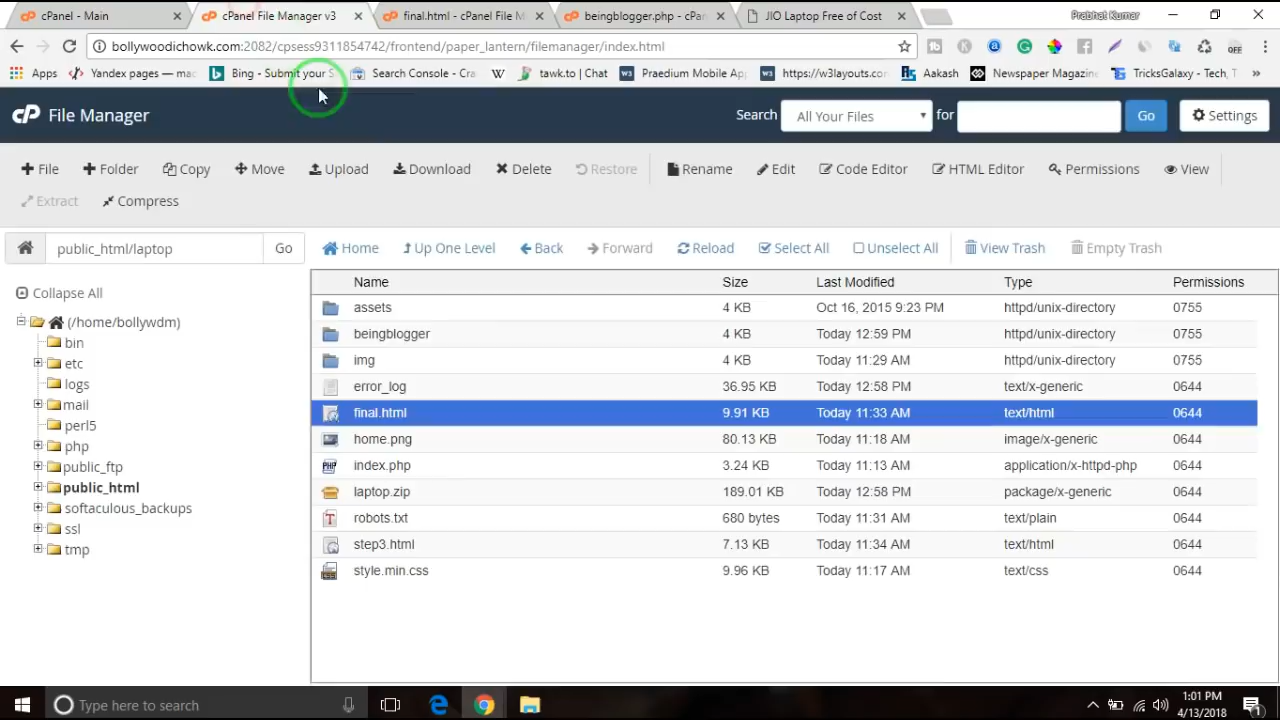 cPanel - Main
cPanel File Manager v3
final.html - cPanel File M
beingblogger.php - cPan
JIO Laptop Free of Cost
Prabhat Kumar
bollywoodichowk.com:2082/cpsess9311854742/frontend/paper_lantern/filemanager/index.html
Apps
Yandex pages — mac
Bing - Submit your S
Search Console - Cra
W
tawk.to | Chat
Praedium Mobile App
https://w3layouts.co
Aakash
Newspaper Magazine
TricksGalaxy - Tech, T
cP File Manager
Search All Your Files for Go Settings
File Folder Copy Move Upload Download Delete Restore Rename Edit Code Editor HTML Editor Permissions View
Extract Compress
public_html/laptop Go Home Up One Level Back Forward Reload Select All Unselect All View Trash Empty Trash
Collapse All
(/home/bollywdm)
bin
etc
logs
mail
perl5
php
public_ftp
public_html
softaculous_backups
ssl
tmp
Name Size Last Modified Type Permissions
assets 4 KB Oct 16, 2015 9:23 PM httpd/unix-directory 0755
beingblogger 4 KB Today 12:59 PM httpd/unix-directory 0755
img 4 KB Today 11:29 AM httpd/unix-directory 0755
error_log 36.95 KB Today 12:58 PM text/x-generic 0644
final.html 9.91 KB Today 11:33 AM text/html 0644
home.png 80.13 KB Today 11:18 AM image/x-generic 0644
index.php 3.24 KB Today 11:13 AM application/x-httpd-php 0644
laptop.zip 189.01 KB Today 12:58 PM package/x-generic 0644
robots.txt 680 bytes Today 11:31 AM text/plain 0644
step3.html 7.13 KB Today 11:34 AM text/html 0644
style.min.css 9.96 KB Today 11:17 AM text/css 0644
Type here to search
1:01 PM
4/13/2018